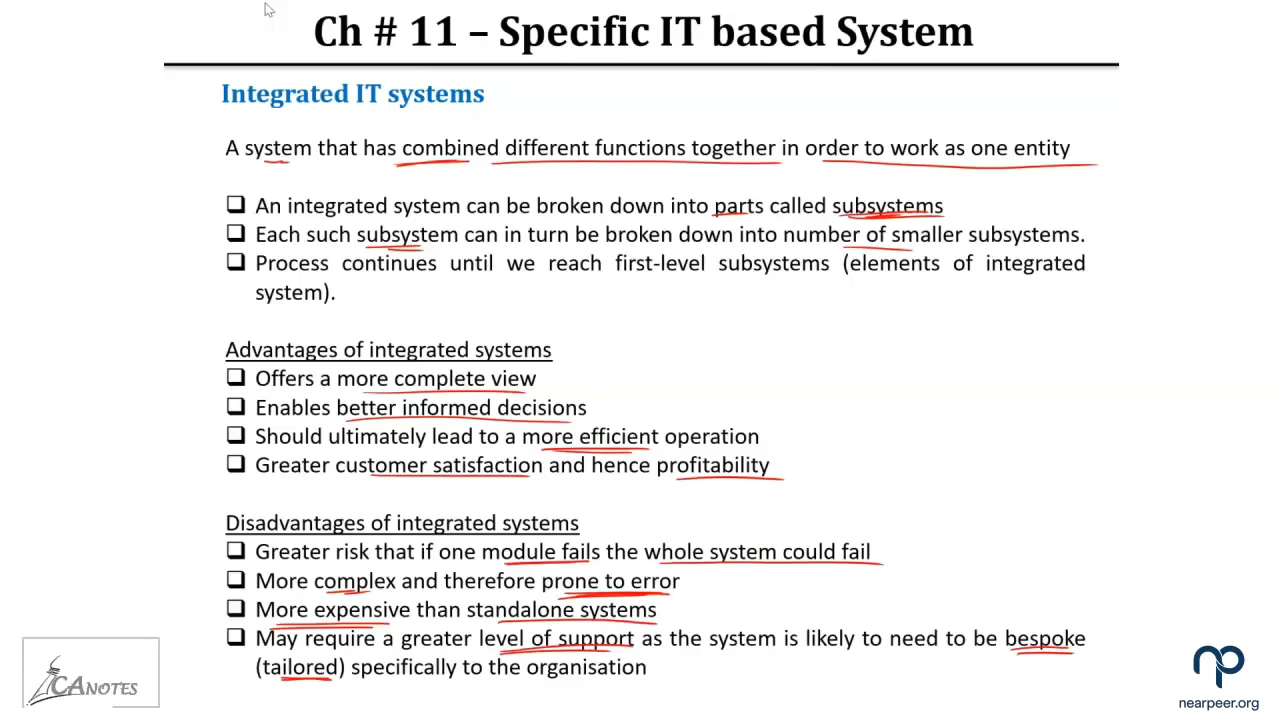 Ch # 11 – Specific IT based System
Integrated IT systems
A system that has combined different functions together in order to work as one entity
❑ An integrated system can be broken down into parts called subsystems
❑ Each such subsystem can in turn be broken down into number of smaller subsystems.
❑ Process continues until we reach first-level subsystems (elements of integrated
system).
Advantages of integrated systems
❑ Offers a more complete view
❑ Enables better informed decisions
❑ Should ultimately lead to a more efficient operation
❑ Greater customer satisfaction and hence profitability
Disadvantages of integrated systems
❑ Greater risk that if one module fails the whole system could fail
❑ More complex and therefore prone to error
❑ More expensive than standalone systems
❑ May require a greater level of support as the system is likely to need to be bespoke
(tailored) specifically to the organisation
CANOTES
nearpeer.org